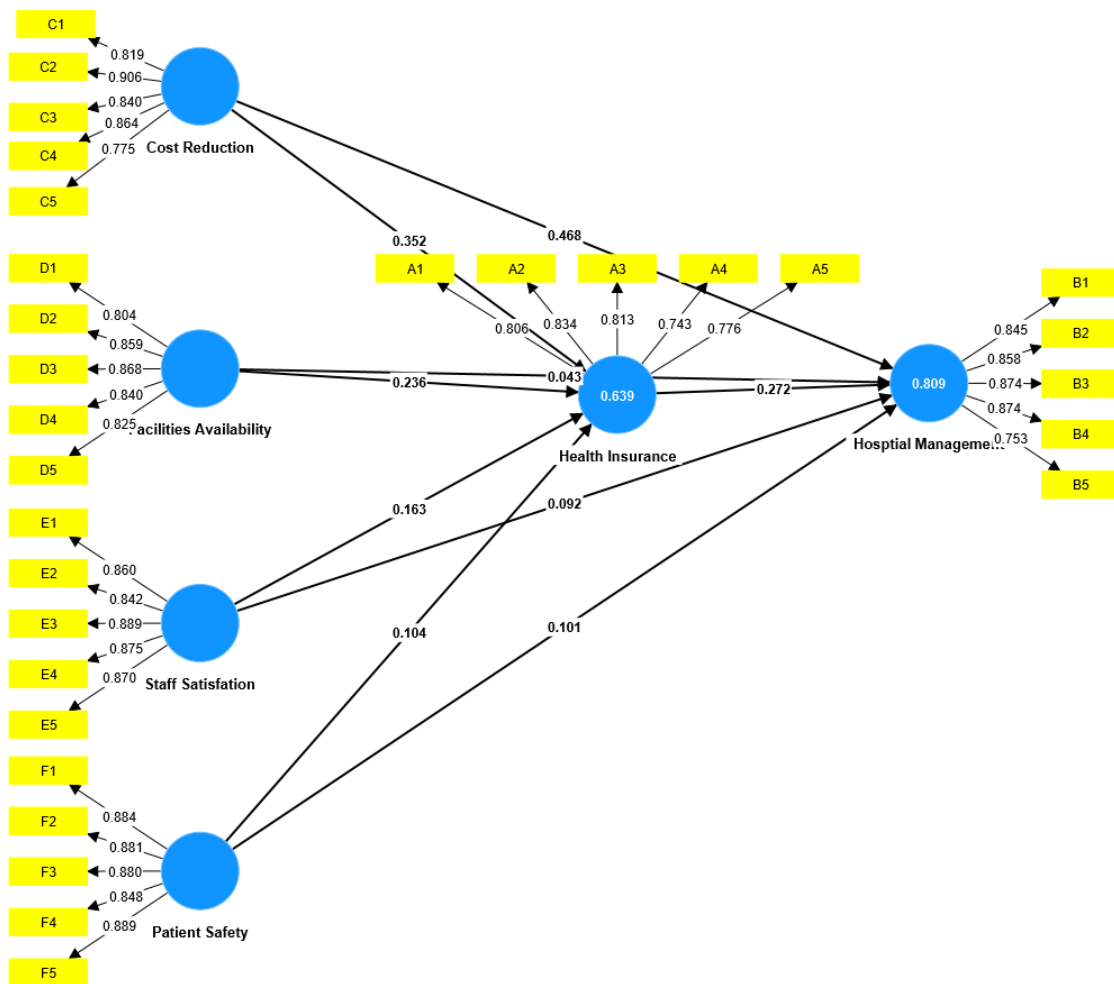 C1
0.819
C2
0.906
C3
0.840
C4
0.864
C5
0.775
Cost Reduction
0.352
0.468
D1
0.804
D2
0.859
D3
0.868
D4
0.840
D5
0.825
Facilities Availability
0.043
0.236
A1
A2
A3
A4
A5
0.806
0.834
0.813
0.743
0.776
0.639
Health Insurance
0.272
B1
0.845
B2
0.858
B3
0.874
B4
0.874
B5
0.753
0.809
Hosptial Management
E1
0.860
E2
0.842
E3
0.889
E4
0.875
E5
0.870
Staff Satisfation
0.163
0.092
F1
0.884
F2
0.881
F3
0.880
F4
0.848
F5
0.889
Patient Safety
0.104
0.101